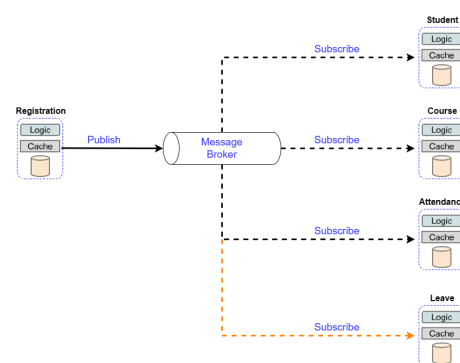 Student
Logic
Cache
Subscribe
Registration
Logic
Cache
Publish
Message
Broker
Subscribe
Course
Logic
Cache
Attendanc
Logic
Cache
Subscribe
Leave
Logic
Cache
Subscribe